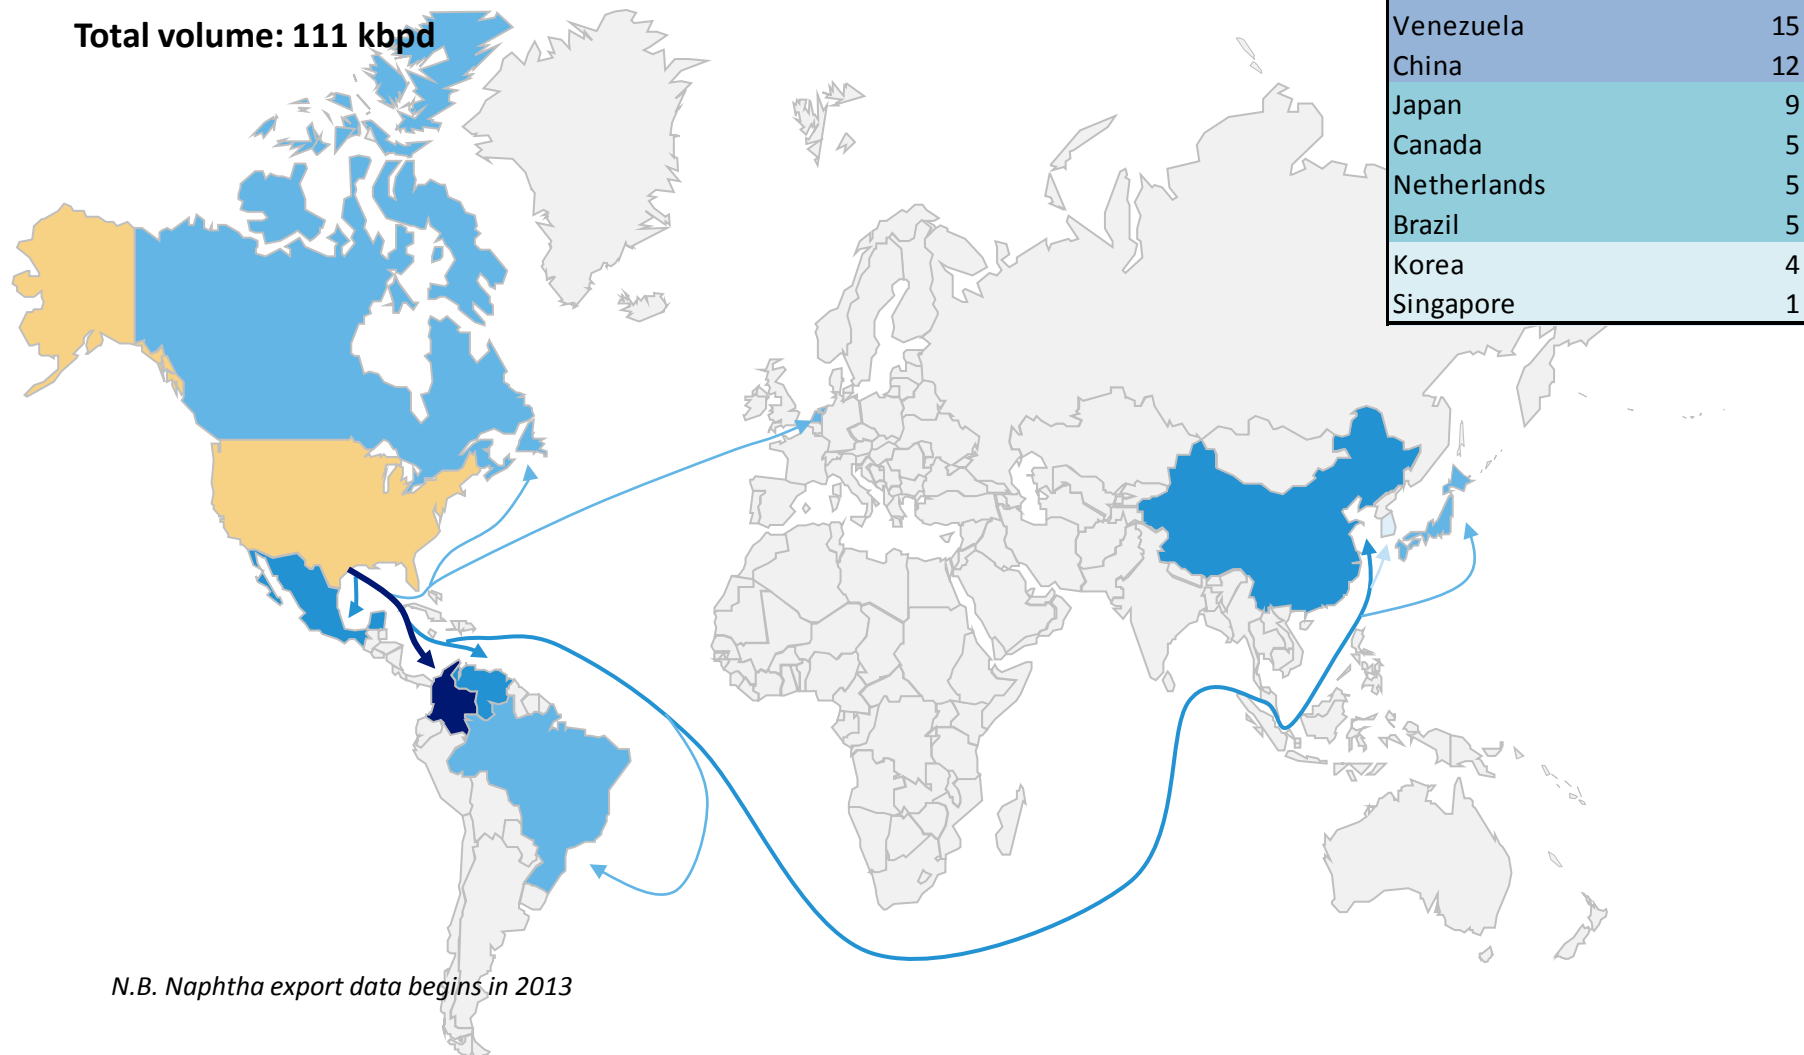 Total volume: 111 kbpd
Venezuela 15
China 12
Japan 9
Canada 5
Netherlands 5
Brazil 5
Korea 4
Singapore 1
N.B. Naphtha export data begins in 2013